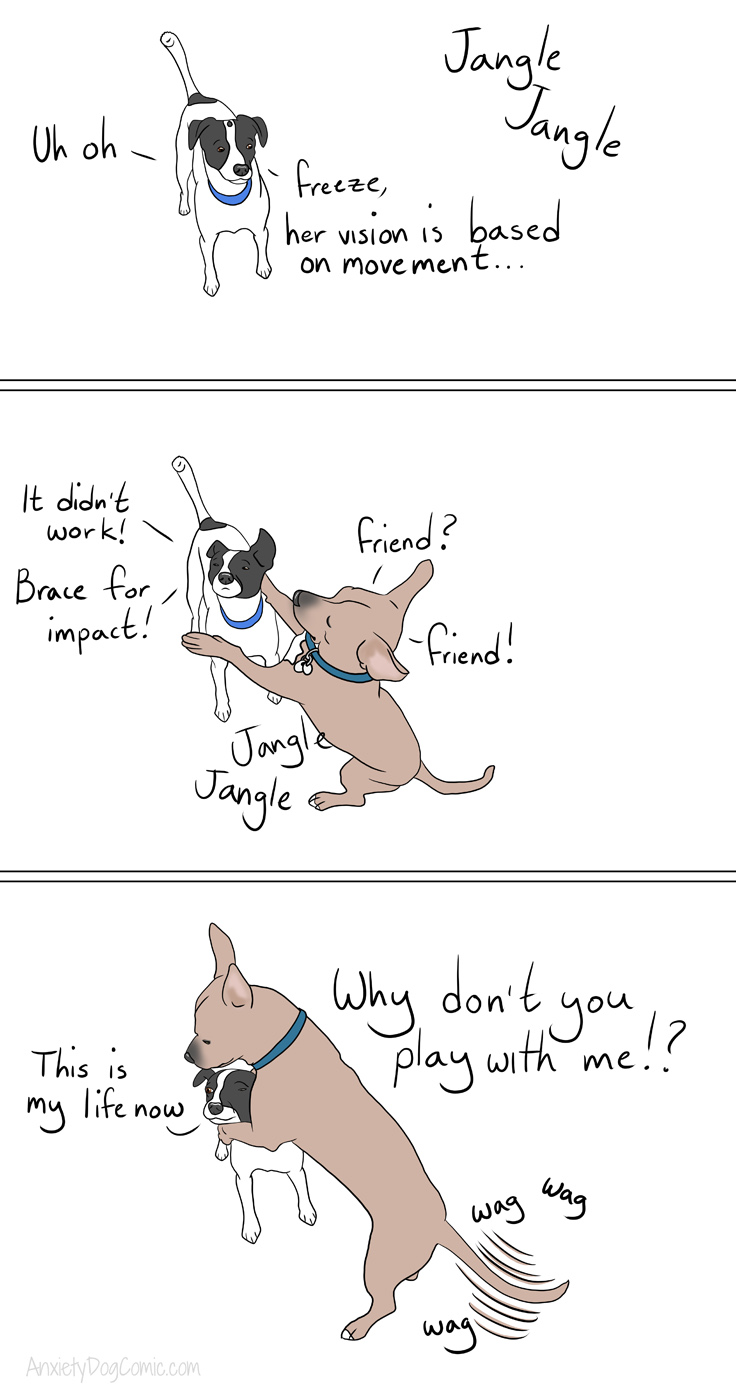 Jangle
Jangle
Uh oh
freeze,
her vision is based
on movement...
It didn't
work!
Brace for
impact!
friend?
friend!
Jangle
Jangle
Why don't you
play with me!?
This is
my life now
wag
wag
wag
AnxietyDogComic.com